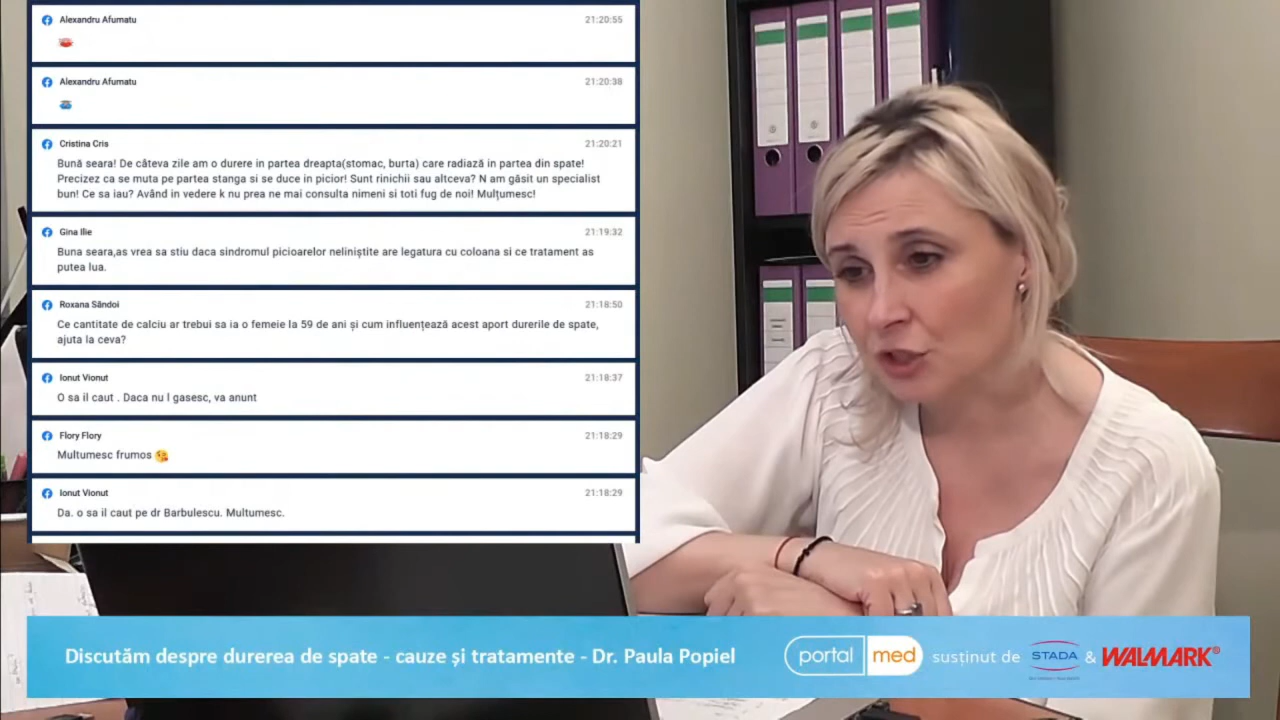 Alexandru Afumatu
21:20:55
Alexandru Afumatu
21:20:38
Cristina Cris
21:20:21
Bună seara! De câteva zile am o durere in partea dreapta(stomac, burta) care radiază in partea din spate!
Precizez ca se muta pe partea stanga si se duce in picior! Sunt rinichii sau altceva? N am găsit un specialist
bun! Ce sa iau? Având in vedere k nu prea ne mai consulta nimeni si toti fug de noi! Mulțumesc!
Gina Ilie
21:19:32
Buna seara,as vrea sa stiu daca sindromul picioarelor neliniștite are legatura cu coloana si ce tratament as
putea lua.
Roxana Săndoi
21:18:50
Ce cantitate de calciu ar trebui sa ia o femeie la 59 de ani și cum influențează acest aport durerile de spate,
ajuta la ceva?
Ionut Vionut
21:18:37
O sa il caut . Daca nu l gasesc, va anunt
Flory Flory
21:18:29
Multumesc frumos 😘
Ionut Vionut
21:18:29
Da. o sa il caut pe dr Barbulescu. Multumesc.
Discutăm despre durerea de spate - cauze și tratamente - Dr. Paula Popiel
portal med susținut de STADA & WALMARK®